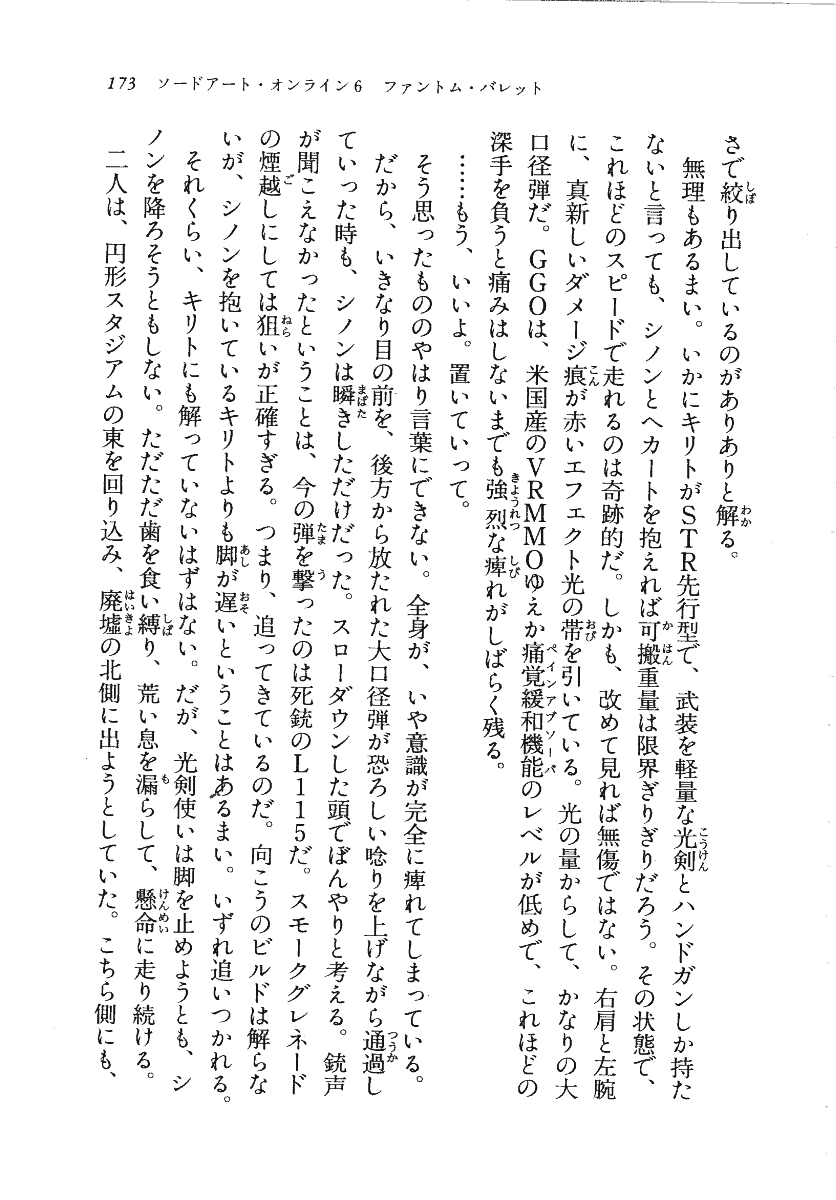 173　ソードアート・オンライン6　ファントム・バレット
さで絞り出しているのがありありと解る。
　無理もあるまい。いかにキリトがSTR先行型で、武装を軽量な光剣とハンドガンしか持た
ないと言っても、シノンとヘカートを抱えれば可搬重量は限界ぎりぎりだろう。その状態で、
これほどのスピードで走れるのは奇跡的だ。しかも、改めて見れば無傷ではない。右肩と左腕
に、真新しいダメージ痕が赤いエフェクト光の帯を引いている。光の量からして、かなりの大
口径弾だ。GGOは、米国産のVRMMOゆえか痛覚緩和機能のレベルが低めで、これほどの
深手を負うと痛みはしないまでも強烈な痺れがしばらく残る。
　……もう、いいよ。置いていって。
　そう思ったもののやはり言葉にできない。全身が、いや意識が完全に痺れてしまっている。
　だから、いきなり目の前を、後方から放たれた大口径弾が恐ろしい唸りを上げながら通過し
ていった時も、シノンは瞬きしただけだった。スローダウンした頭でぼんやりと考える。銃声
が聞こえなかったということは、今の弾を撃ったのは死銃のL115だ。スモークグレネード
の煙越しにしては狙いが正確すぎる。つまり、追ってきているのだ。向こうのビルドは解らな
いが、シノンを抱いているキリトよりも脚が遅いということはあるまい。いずれ追いつかれる。
　それくらい、キリトにも解っていないはずはない。だが、光剣使いは脚を止めようとも、シ
ノンを降ろそうともしない。ただただ歯を食い縛り、荒い息を漏らして、懸命に走り続ける。
　二人は、円形スタジアムの東を回り込み、廃墟の北側に出ようとしていた。こちら側にも、